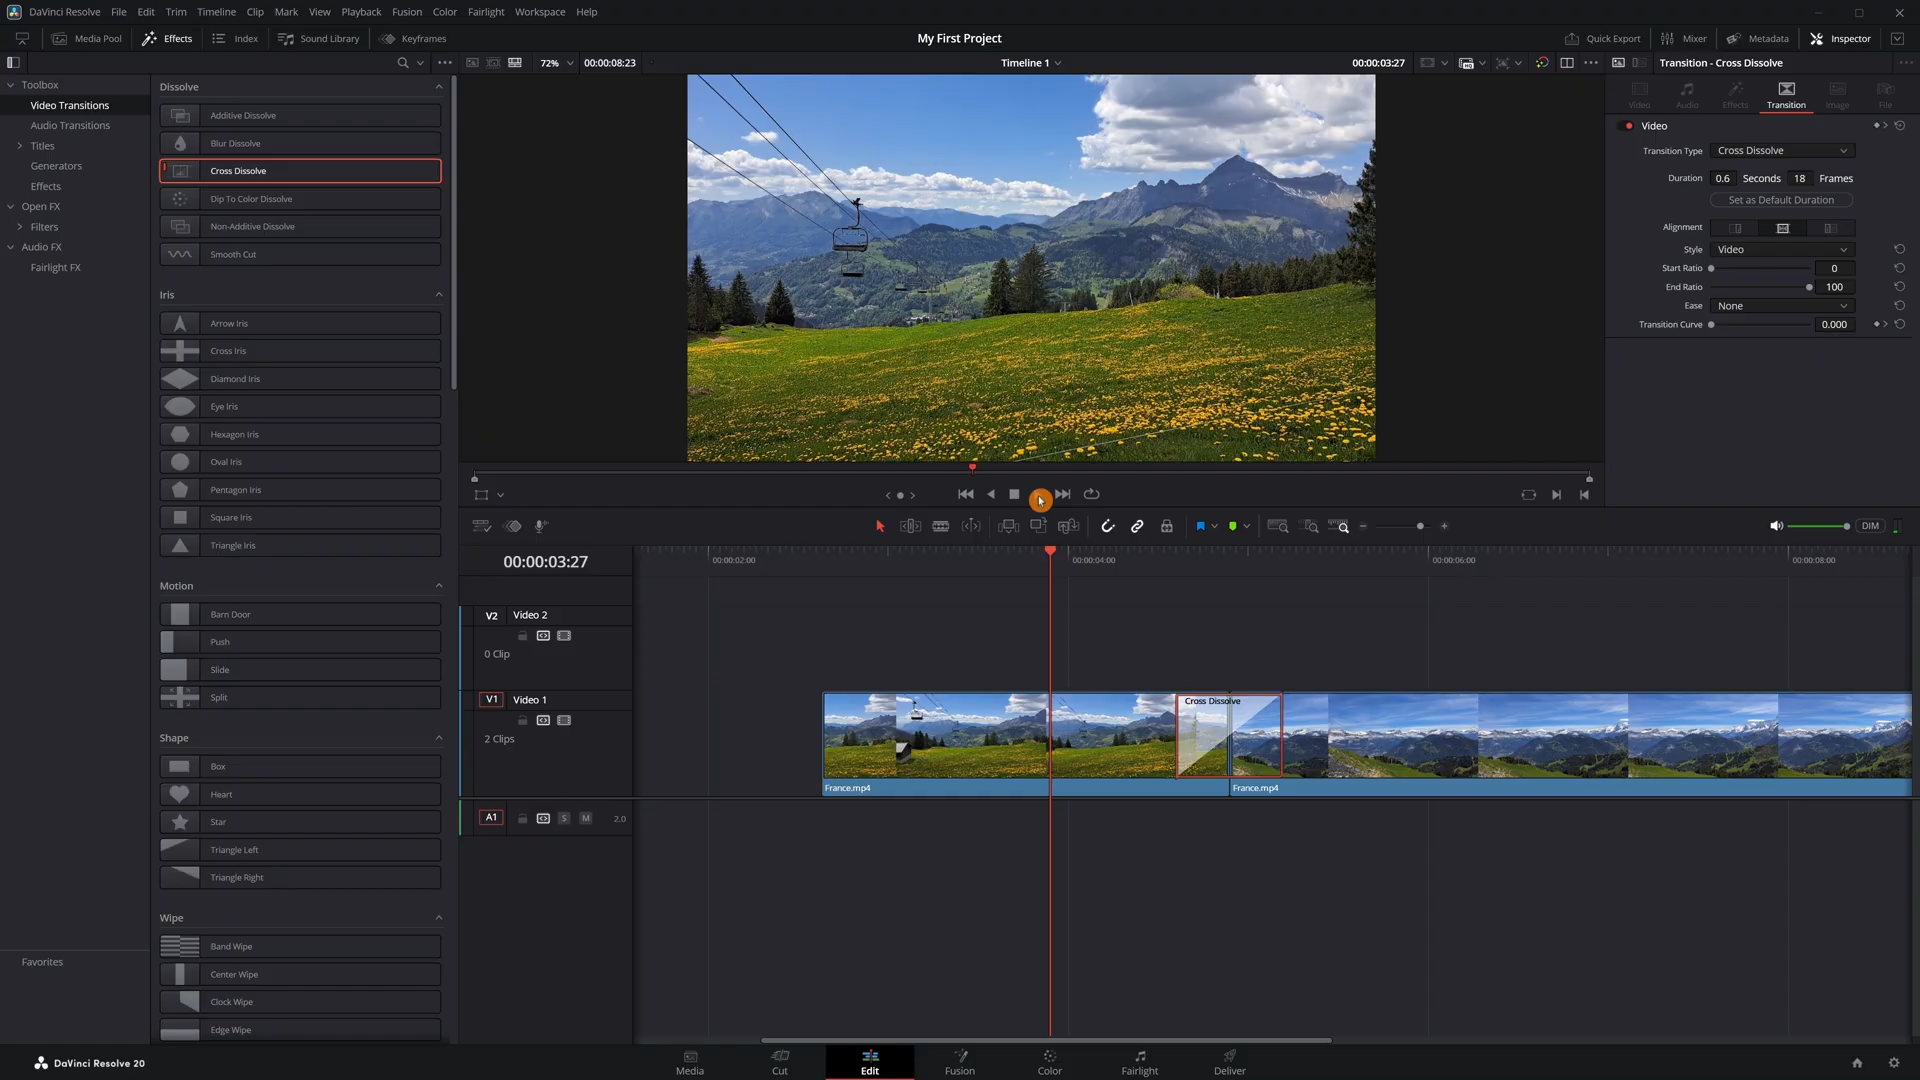 DaVinci Resolve File Edit Trim Timeline Clip Mark View Playback Fusion Color Fairlight Workspace Help
Media Pool Effects Index Sound Library Keyframes My First Project Quick Export Mixer Metadata Inspector
72% 00:00:08:23 Timeline 1 00:00:03:27 Transition - Cross Dissolve
Toolbox
Video Transitions
Audio Transitions
Titles
Generators
Effects
Open FX
Filters
Audio FX
Fairlight FX
Favorites
Dissolve
Additive Dissolve
Blur Dissolve
Cross Dissolve
Dip To Color Dissolve
Non-Additive Dissolve
Smooth Cut
Iris
Arrow Iris
Cross Iris
Diamond Iris
Eye Iris
Hexagon Iris
Oval Iris
Pentagon Iris
Square Iris
Triangle Iris
Motion
Barn Door
Push
Slide
Split
Shape
Box
Heart
Star
Triangle Left
Triangle Right
Wipe
Band Wipe
Center Wipe
Clock Wipe
Edge Wipe
Video Audio Effects Transition Image File
Video
Transition Type Cross Dissolve
Duration 0.6 Seconds 18 Frames
Set as Default Duration
Alignment
Style Video
Start Ratio 0
End Ratio 100
Ease None
Transition Curve 0.000
DIM
00:00:03:27
00:00:02:00 00:00:04:00 00:00:06:00 00:00:08:00
V2 Video 2
0 Clip
V1 Video 1
2 Clips
Cross Dissolve
France.mp4 France.mp4
A1 S M 2.0
DaVinci Resolve 20
Media Cut Edit Fusion Color Fairlight Deliver